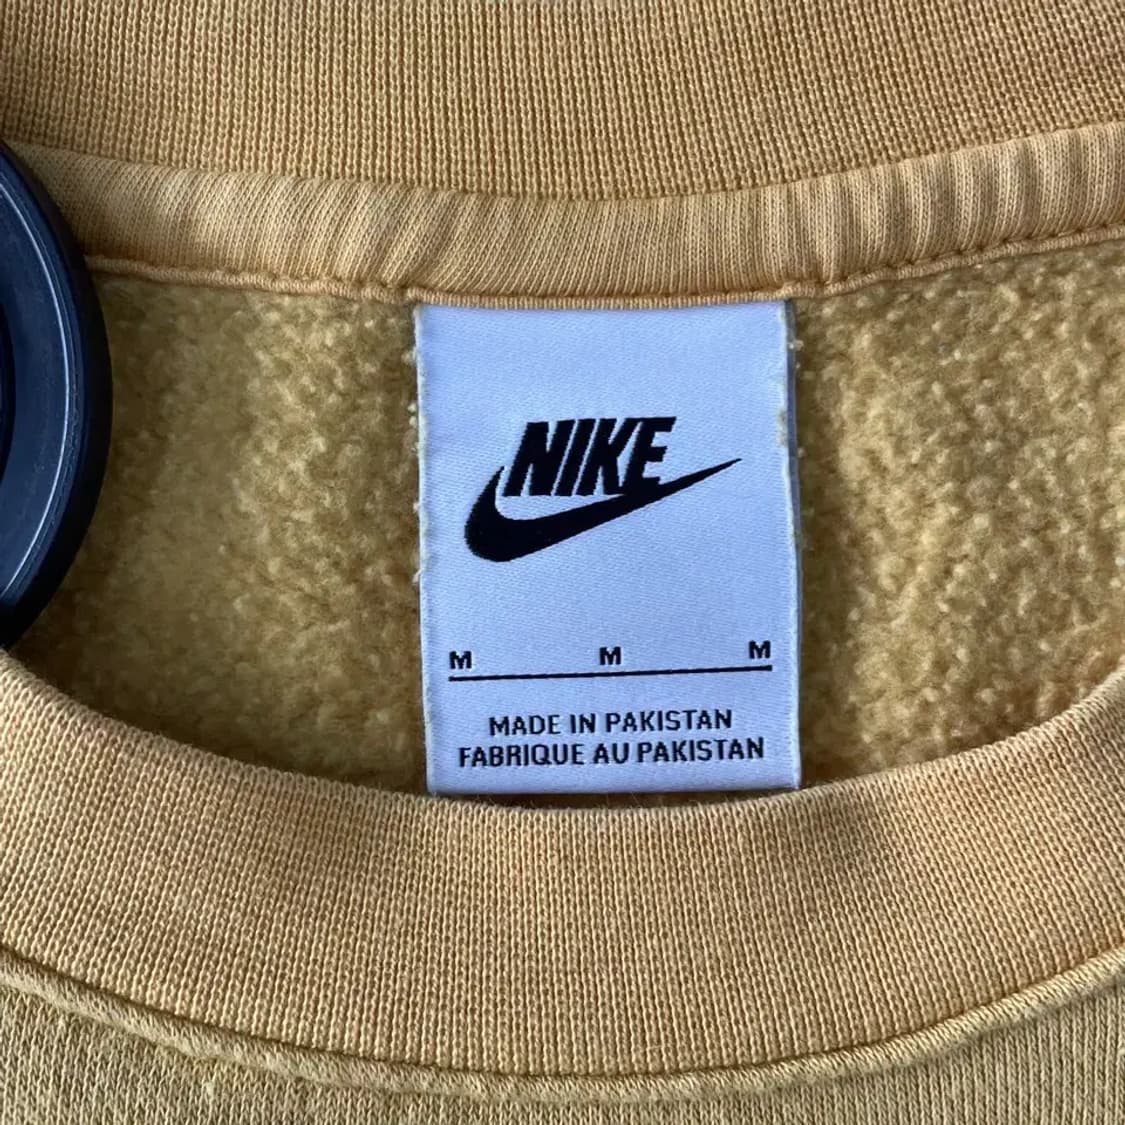 NIKE
M M M
MADE IN PAKISTAN
FABRIQUE AU PAKISTAN